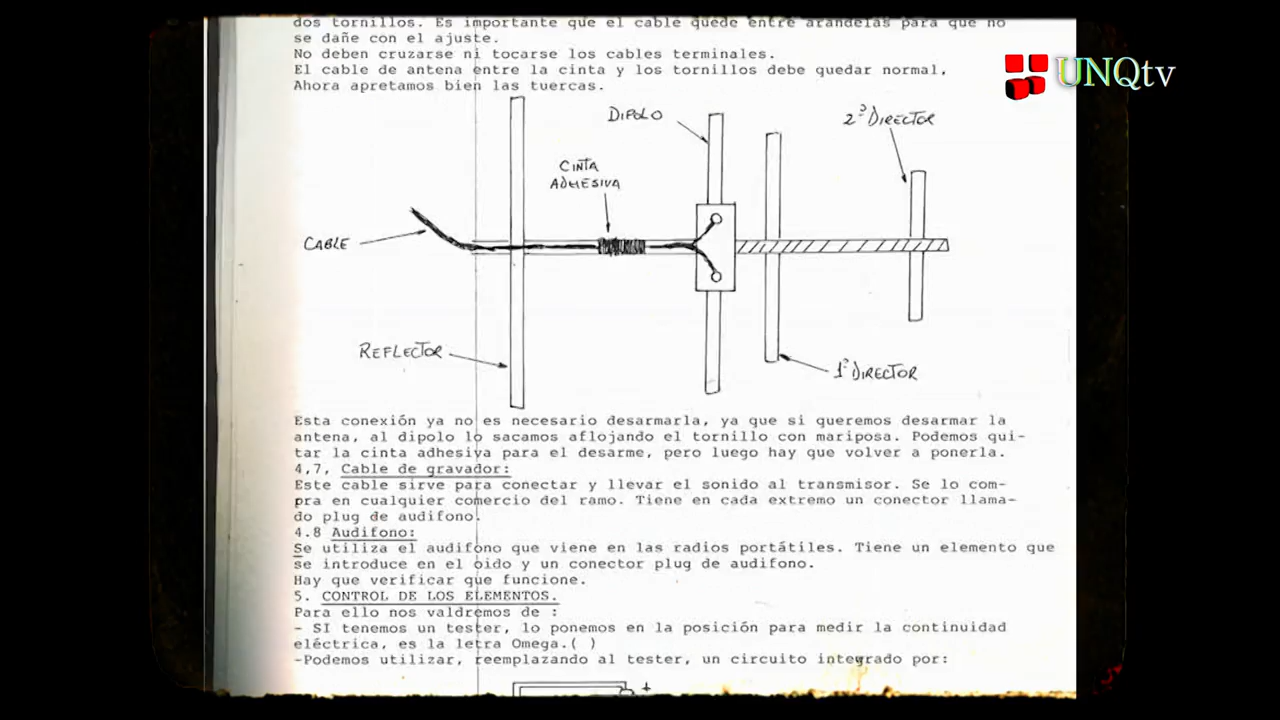 dos tornillos. Es importante que el cable quede entre arandelas para que no
se dañe con el ajuste.
No deben cruzarse ni tocarse los cables terminales.
El cable de antena entre la cinta y los tornillos debe quedar normal,
Ahora apretamos bien las tuercas.
UNQtv
DIPOLO
2º DIRECTOR
CINTA
ADHESIVA
CABLE
REFLECTOR
1º DIRECTOR
Esta conexión ya no es necesario desarmarla, ya que si queremos desarmar la
antena, al dipolo lo sacamos aflojando el tornillo con mariposa. Podemos qui-
tar la cinta adhesiva para el desarme, pero luego hay que volver a ponerla.
4,7, Cable de gravador:
Este cable sirve para conectar y llevar el sonido al transmisor. Se lo com-
pra en cualquier comercio del ramo. Tiene en cada extremo un conector llama-
do plug de audifono.
4.8 Audifono:
Se utiliza el audifono que viene en las radios portátiles. Tiene un elemento que
se introduce en el oido y un conector plug de audifono.
Hay que verificar que funcione.
5. CONTROL DE LOS ELEMENTOS.
Para ello nos valdremos de :
- SI tenemos un tester, lo ponemos en la posición para medir la continuidad
eléctrica, es la letra Omega.( )
-Podemos utilizar, reemplazando al tester, un circuito integrado por:
+